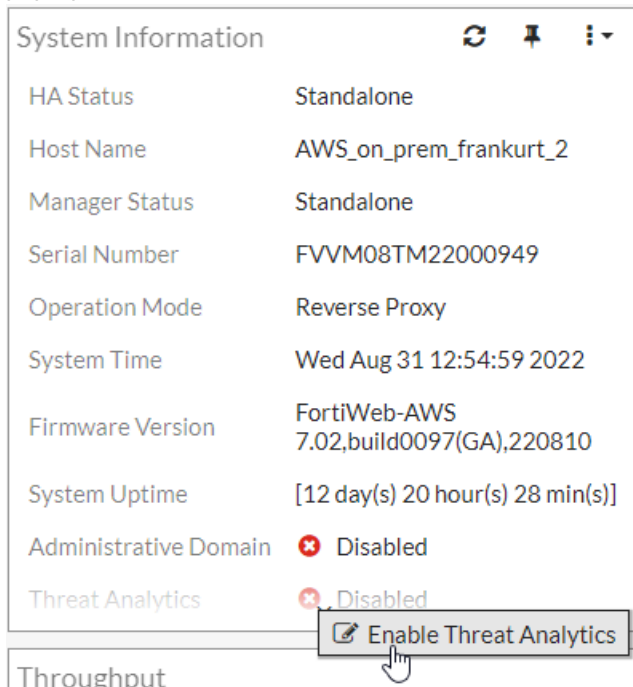 System Information
HA Status Standalone
Host Name AWS_on_prem_frankurt_2
Manager Status Standalone
Serial Number FVVM08TM22000949
Operation Mode Reverse Proxy
System Time Wed Aug 31 12:54:59 2022
Firmware Version FortiWeb-AWS
7.02,build0097(GA),220810
System Uptime [12 day(s) 20 hour(s) 28 min(s)]
Administrative Domain Disabled
Threat Analytics Disabled
Enable Threat Analytics
Throughput